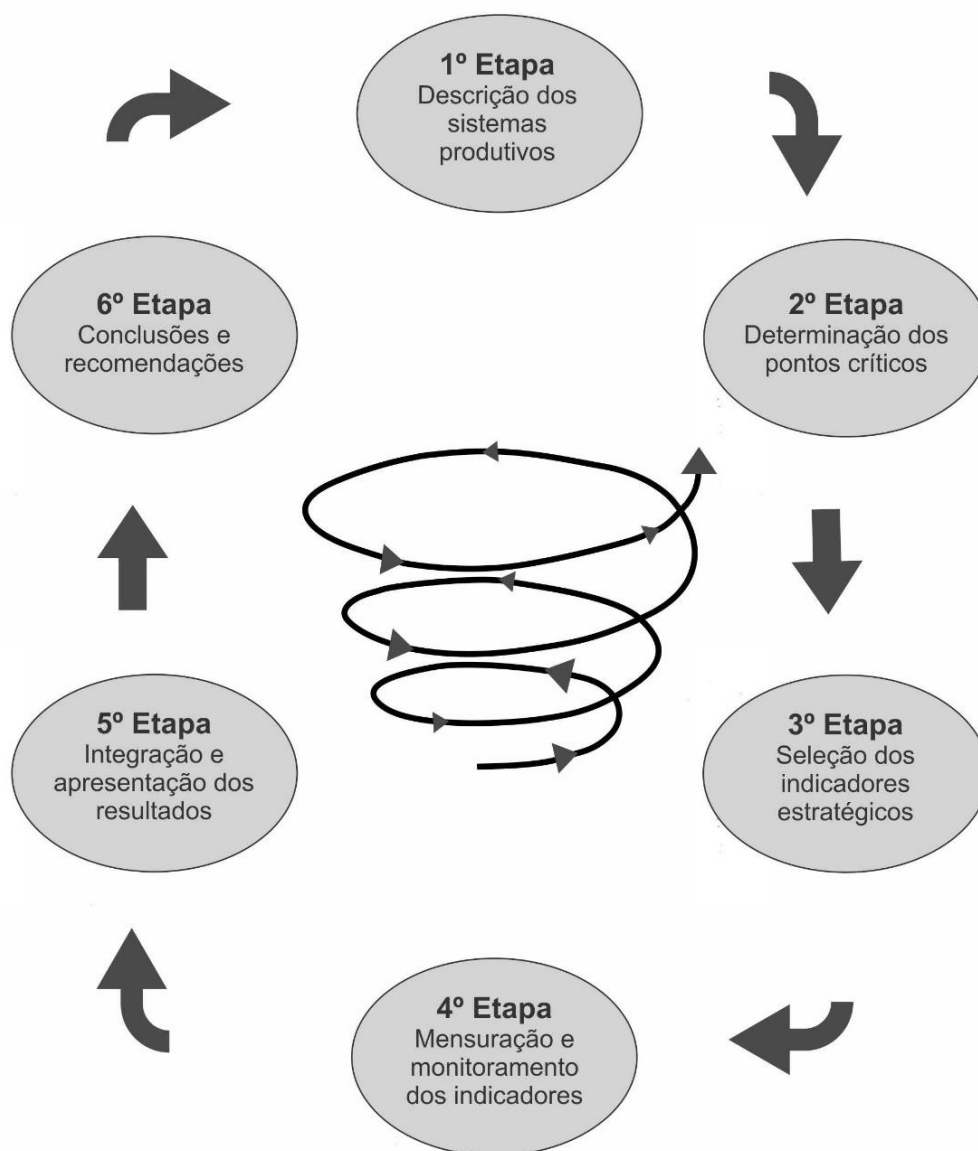 1º Etapa
Descrição dos
sistemas
produtivos
2º Etapa
Determinação dos
pontos críticos
3º Etapa
Seleção dos
indicadores
estratégicos
4º Etapa
Mensuração e
monitoramento
dos indicadores
5º Etapa
Integração e
apresentação dos
resultados
6º Etapa
Conclusões e
recomendações